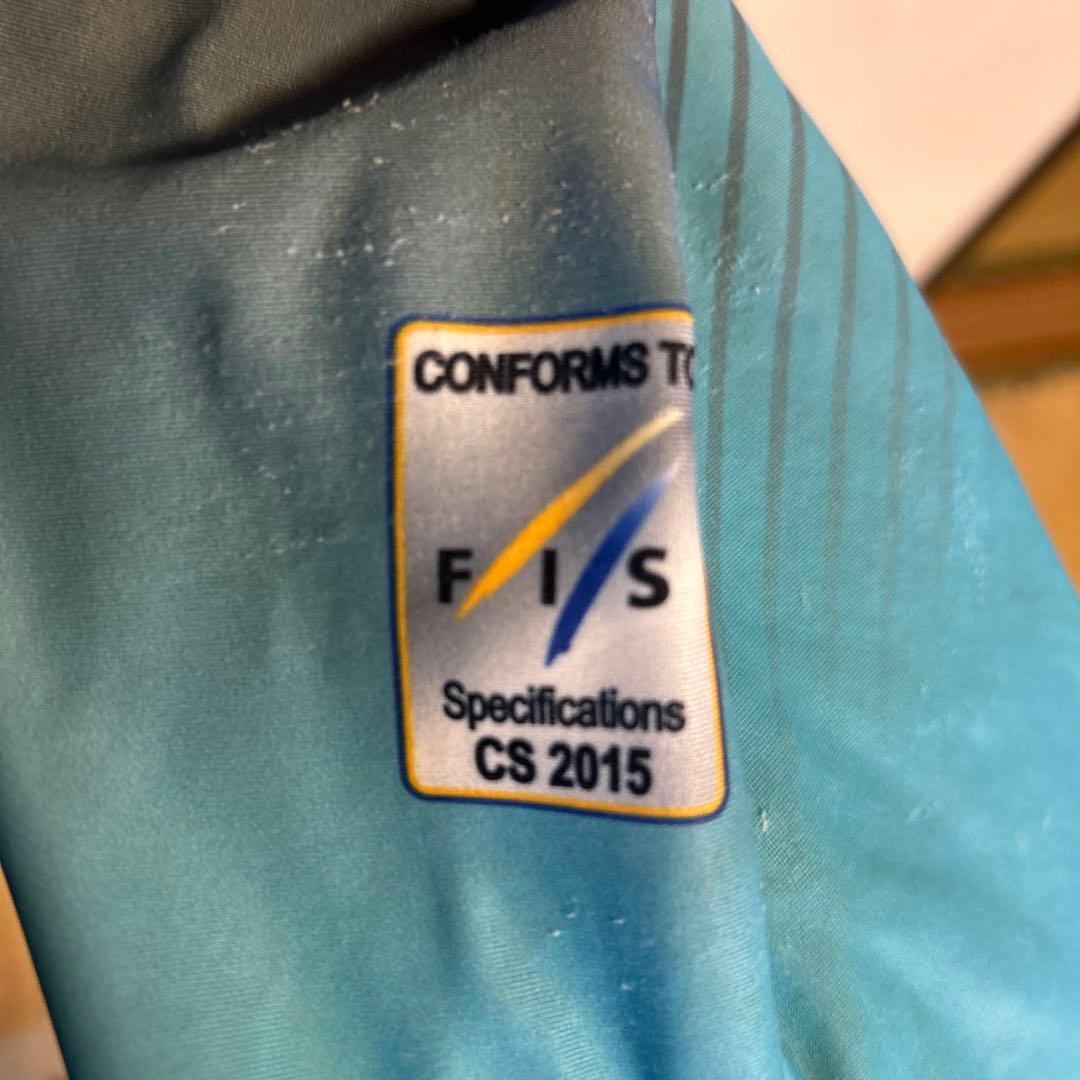 CONFORMS TO
F I S
Specifications
CS 2015